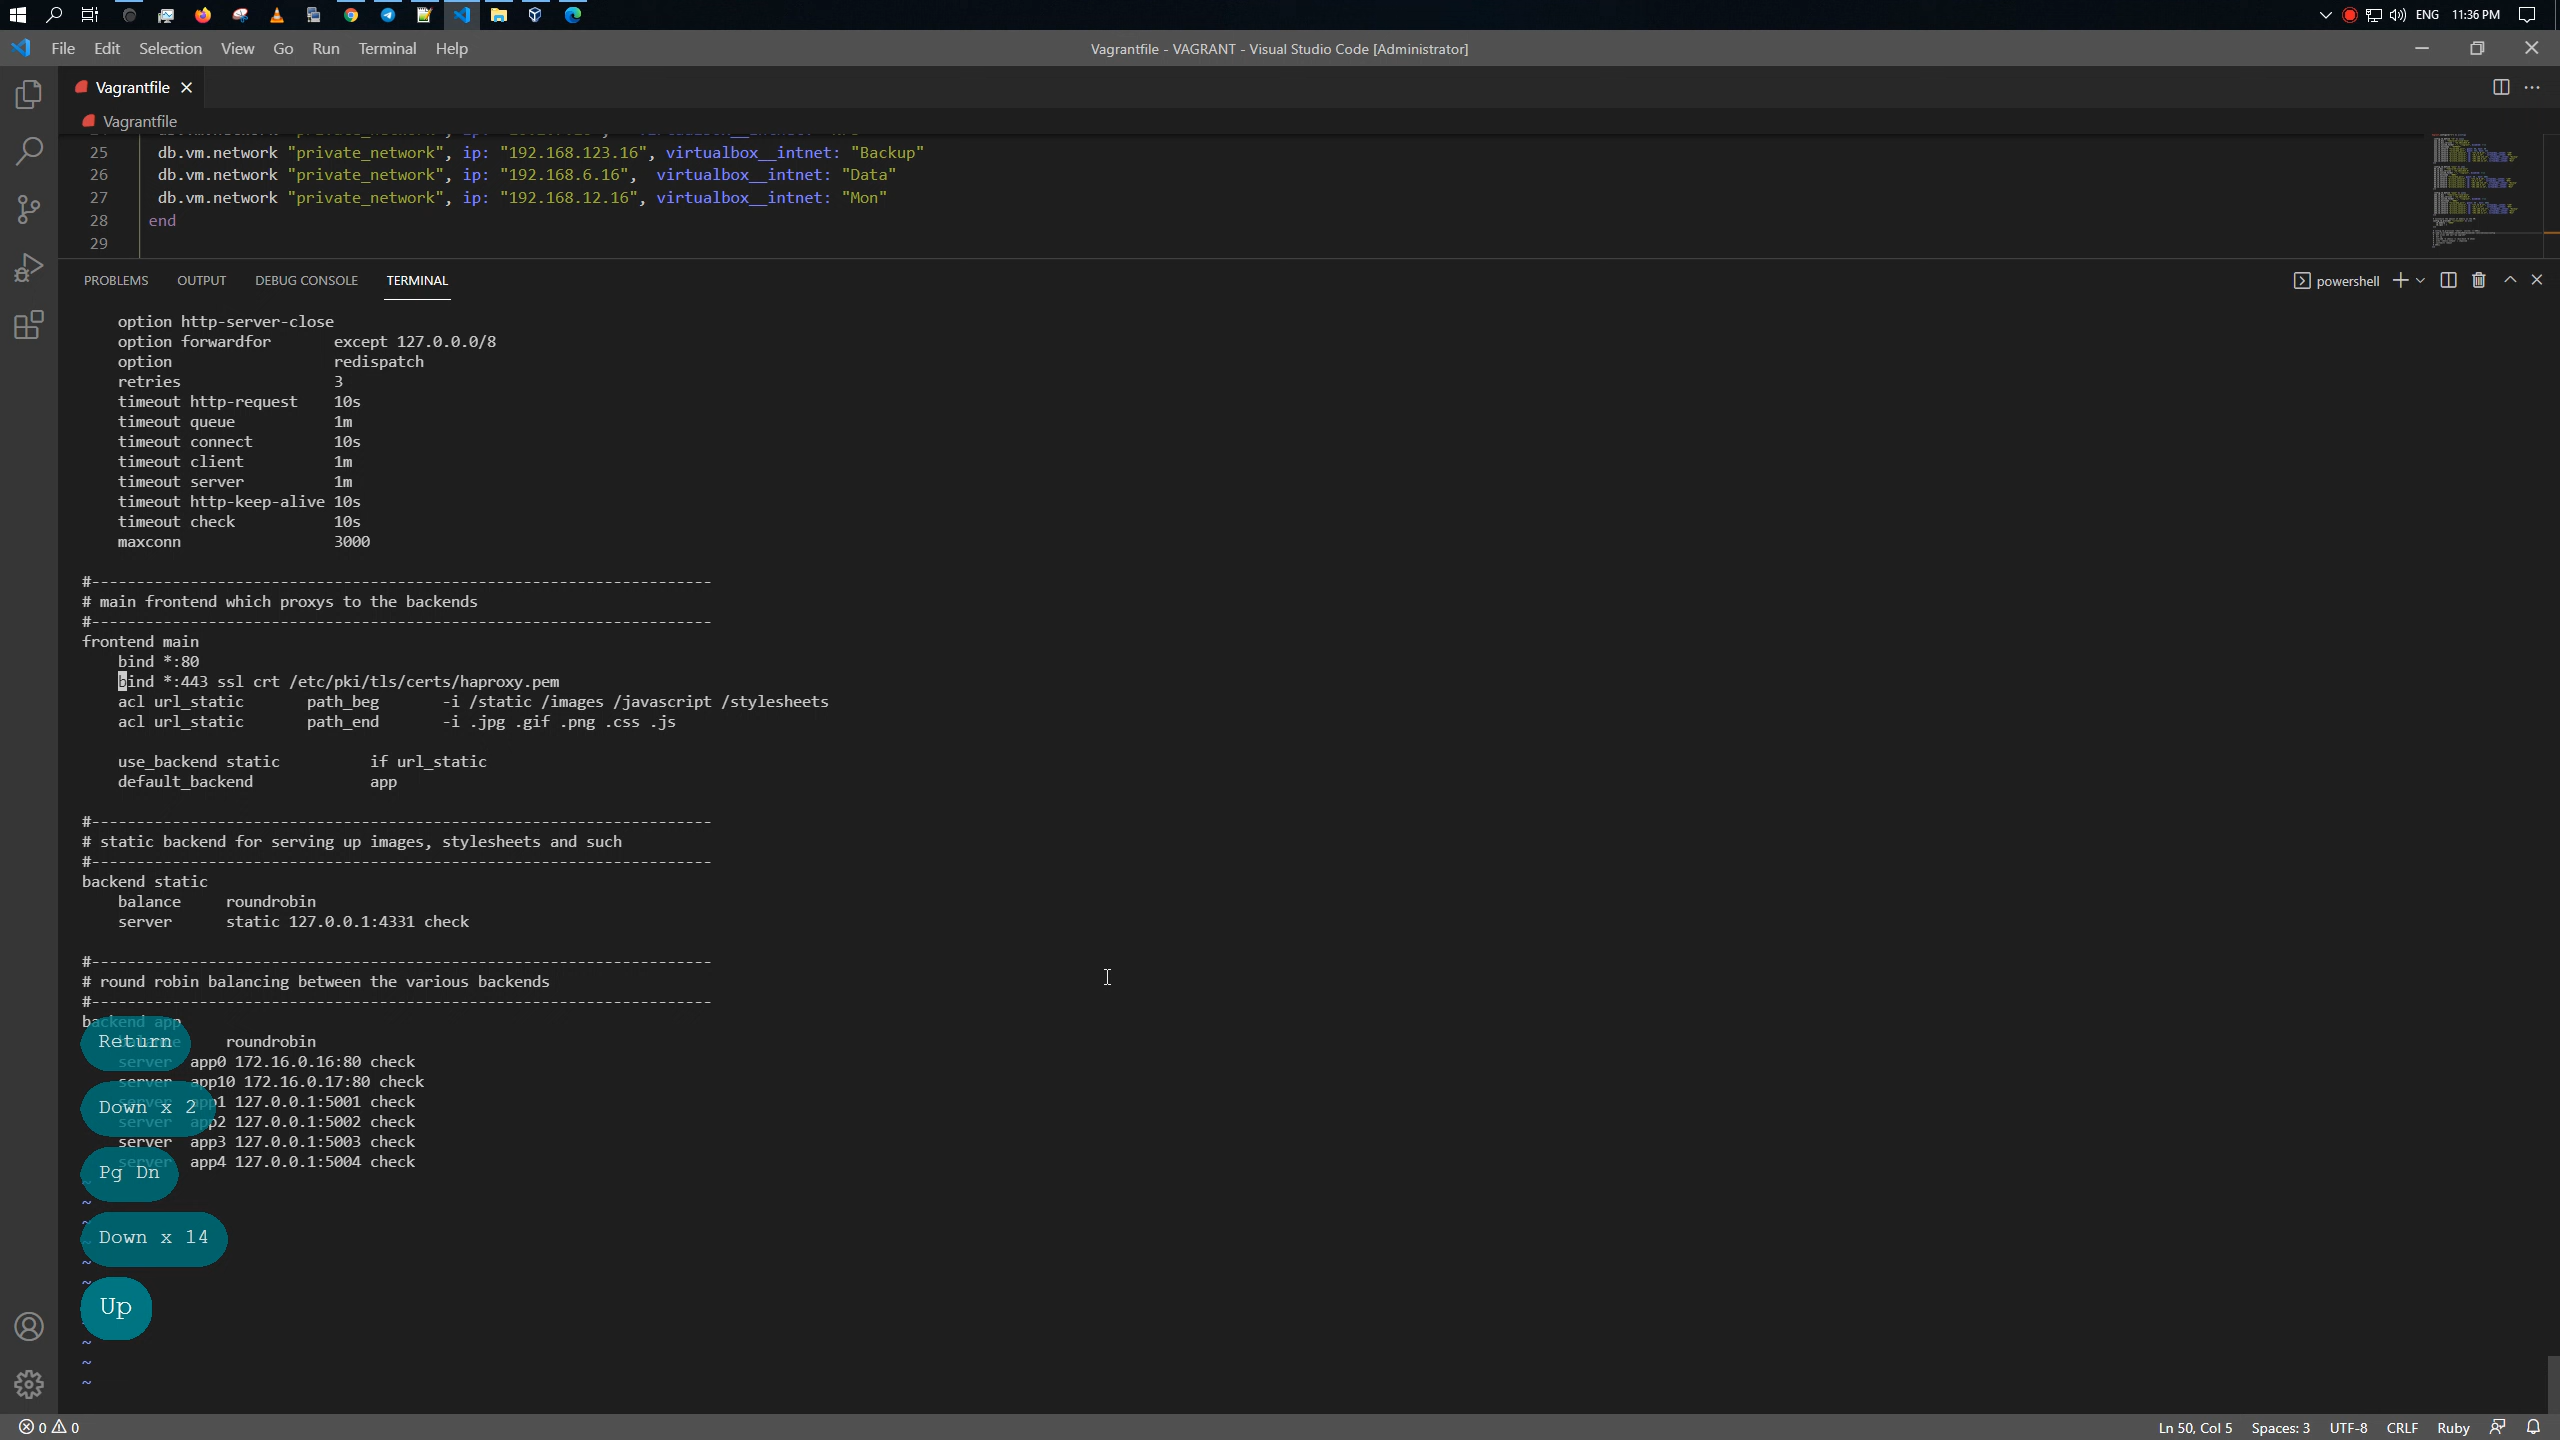 ENG
11:36 PM
File Edit Selection View Go Run Terminal Help
Vagrantfile - VAGRANT - Visual Studio Code [Administrator]
Vagrantfile
Vagrantfile
25 db.vm.network "private_network", ip: "192.168.123.16", virtualbox__intnet: "Backup"
26 db.vm.network "private_network", ip: "192.168.6.16", virtualbox__intnet: "Data"
27 db.vm.network "private_network", ip: "192.168.12.16", virtualbox__intnet: "Mon"
28 end
29
PROBLEMS OUTPUT DEBUG CONSOLE TERMINAL
powershell
option http-server-close
option forwardfor except 127.0.0.0/8
option redispatch
retries 3
timeout http-request 10s
timeout queue 1m
timeout connect 10s
timeout client 1m
timeout server 1m
timeout http-keep-alive 10s
timeout check 10s
maxconn 3000
#---------------------------------------------------------------------
# main frontend which proxys to the backends
#---------------------------------------------------------------------
frontend main
bind *:80
bind *:443 ssl crt /etc/pki/tls/certs/haproxy.pem
acl url_static path_beg -i /static /images /javascript /stylesheets
acl url_static path_end -i .jpg .gif .png .css .js
use_backend static if url_static
default_backend app
#---------------------------------------------------------------------
# static backend for serving up images, stylesheets and such
#---------------------------------------------------------------------
backend static
balance roundrobin
server static 127.0.0.1:4331 check
#---------------------------------------------------------------------
# round robin balancing between the various backends
#---------------------------------------------------------------------
backend app
roundrobin
server app0 172.16.0.16:80 check
server app10 172.16.0.17:80 check
server app1 127.0.0.1:5001 check
server app2 127.0.0.1:5002 check
server app3 127.0.0.1:5003 check
server app4 127.0.0.1:5004 check
~
~
~
~
~
~
~
~
~
Return
Down x 2
Pg Dn
Down x 14
Up
0 0
Ln 50, Col 5 Spaces: 3 UTF-8 CRLF Ruby